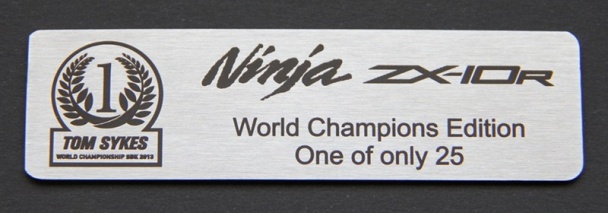 1
TOM SYKES
WORLD CHAMPIONSHIP SBK 2013
Ninja ZX-10R
World Champions Edition
One of only 25